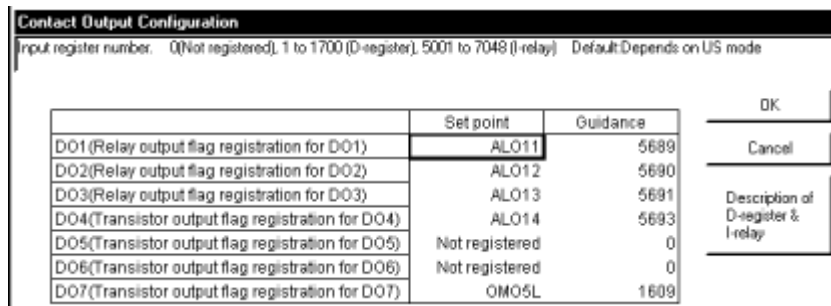 Contact Output Configuration
Input register number. 0(Not registered), 1 to 1700 (D-register), 5001 to 7048 (I-relay) Default:Depends on US mode
OK
Set point Guidance
DO1(Relay output flag registration for DO1) ALO11 5689 Cancel
DO2(Relay output flag registration for DO2) ALO12 5690
DO3(Relay output flag registration for DO3) ALO13 5691
DO4(Transistor output flag registration for DO4) ALO14 5693
DO5(Transistor output flag registration for DO5) Not registered 0
DO6(Transistor output flag registration for DO6) Not registered 0
DO7(Transistor output flag registration for DO7) OMO5L 1609
Description of
D-register &
I-relay